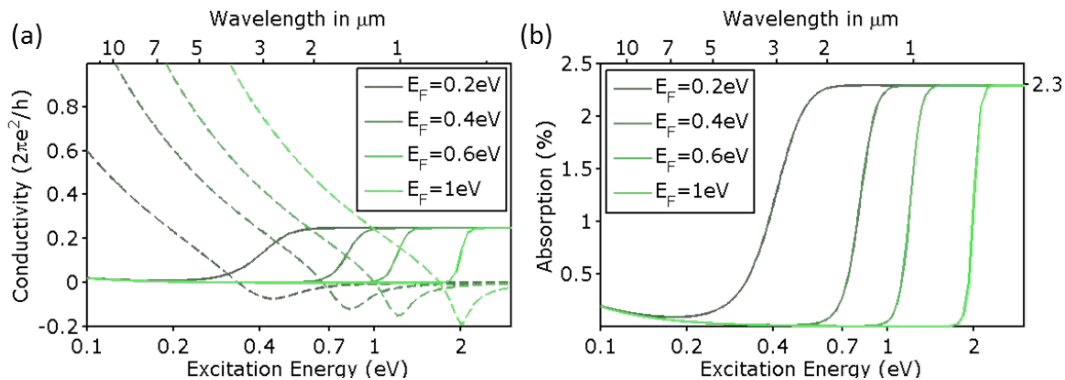 Wavelength in μm
(a)
10 7 5 3 2 1
Conductivity (2πe²/h)
0.8
0.6
0.4
0.2
0
-0.2
E_F=0.2eV
E_F=0.4eV
E_F=0.6eV
E_F=1eV
0.1 0.2 0.4 0.7 1 2
Excitation Energy (eV)
Wavelength in μm
(b)
10 7 5 3 2 1
Absorption (%)
2.5
2
1.5
1
0.5
2.3
E_F=0.2eV
E_F=0.4eV
E_F=0.6eV
E_F=1eV
0.1 0.2 0.4 0.7 1 2
Excitation Energy (eV)